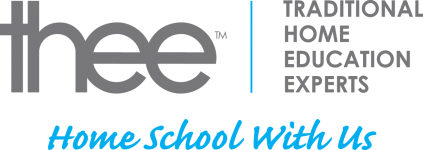 thee™
TRADITIONAL
HOME
EDUCATION
EXPERTS
Home School With Us